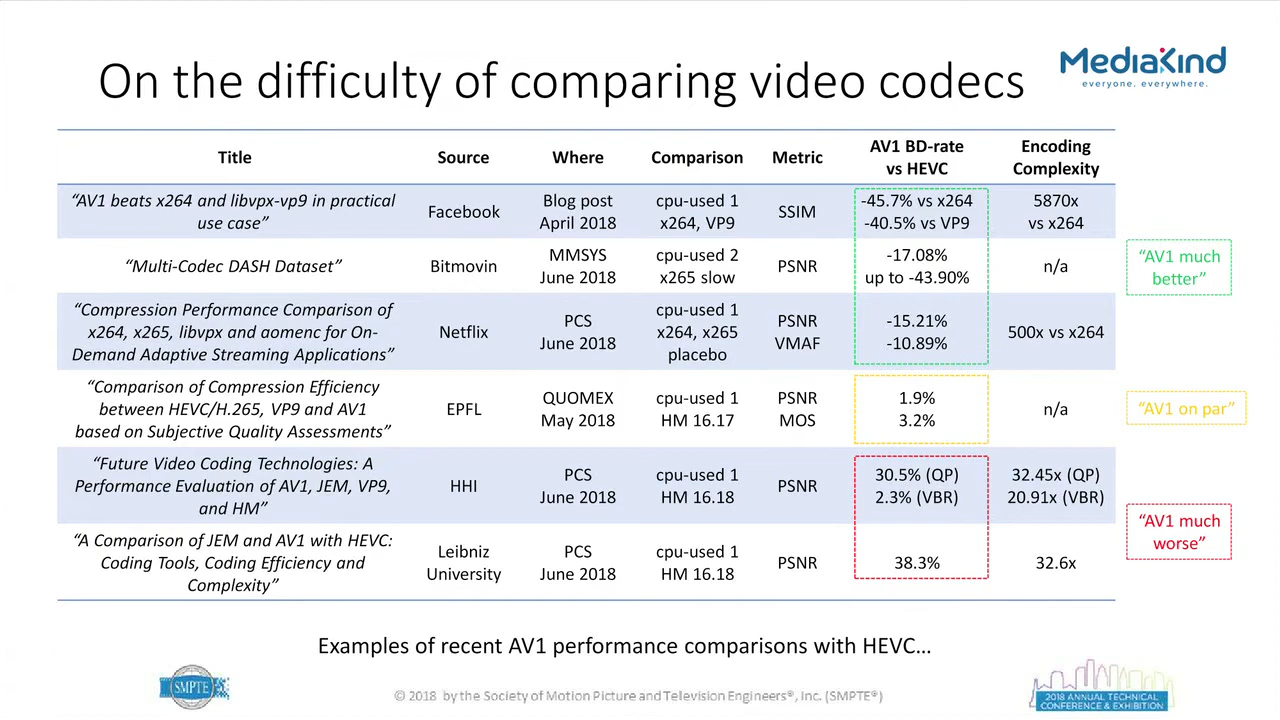 On the difficulty of comparing video codecs
MediaKind
everyone. everywhere.
Title Source Where Comparison Metric AV1 BD-rate vs HEVC Encoding Complexity
“AV1 beats x264 and libvpx-vp9 in practical
use case”
Facebook
Blog post
April 2018
cpu-used 1
x264, VP9
SSIM
-45.7% vs x264
-40.5% vs VP9
5870x
vs x264
“Multi-Codec DASH Dataset”
Bitmovin
MMSYS
June 2018
cpu-used 2
x265 slow
PSNR
-17.08%
up to -43.90%
n/a
“AV1 much
better”
“Compression Performance Comparison of
x264, x265, libvpx and aomenc for On-
Demand Adaptive Streaming Applications”
Netflix
PCS
June 2018
cpu-used 1
x264, x265
placebo
PSNR
VMAF
-15.21%
-10.89%
500x vs x264
“Comparison of Compression Efficiency
between HEVC/H.265, VP9 and AV1
based on Subjective Quality Assessments”
EPFL
QUOMEX
May 2018
cpu-used 1
HM 16.17
PSNR
MOS
1.9%
3.2%
n/a
“AV1 on par”
“Future Video Coding Technologies: A
Performance Evaluation of AV1, JEM, VP9,
and HM”
HHI
PCS
June 2018
cpu-used 1
HM 16.18
PSNR
30.5% (QP)
2.3% (VBR)
32.45x (QP)
20.91x (VBR)
“AV1 much
worse”
“A Comparison of JEM and AV1 with HEVC:
Coding Tools, Coding Efficiency and
Complexity”
Leibniz
University
PCS
June 2018
cpu-used 1
HM 16.18
PSNR
38.3%
32.6x
Examples of recent AV1 performance comparisons with HEVC…
SMPTE
© 2018 by the Society of Motion Picture and Television Engineers®, Inc. (SMPTE®)
2018 ANNUAL TECHNICAL
CONFERENCE & EXHIBITION